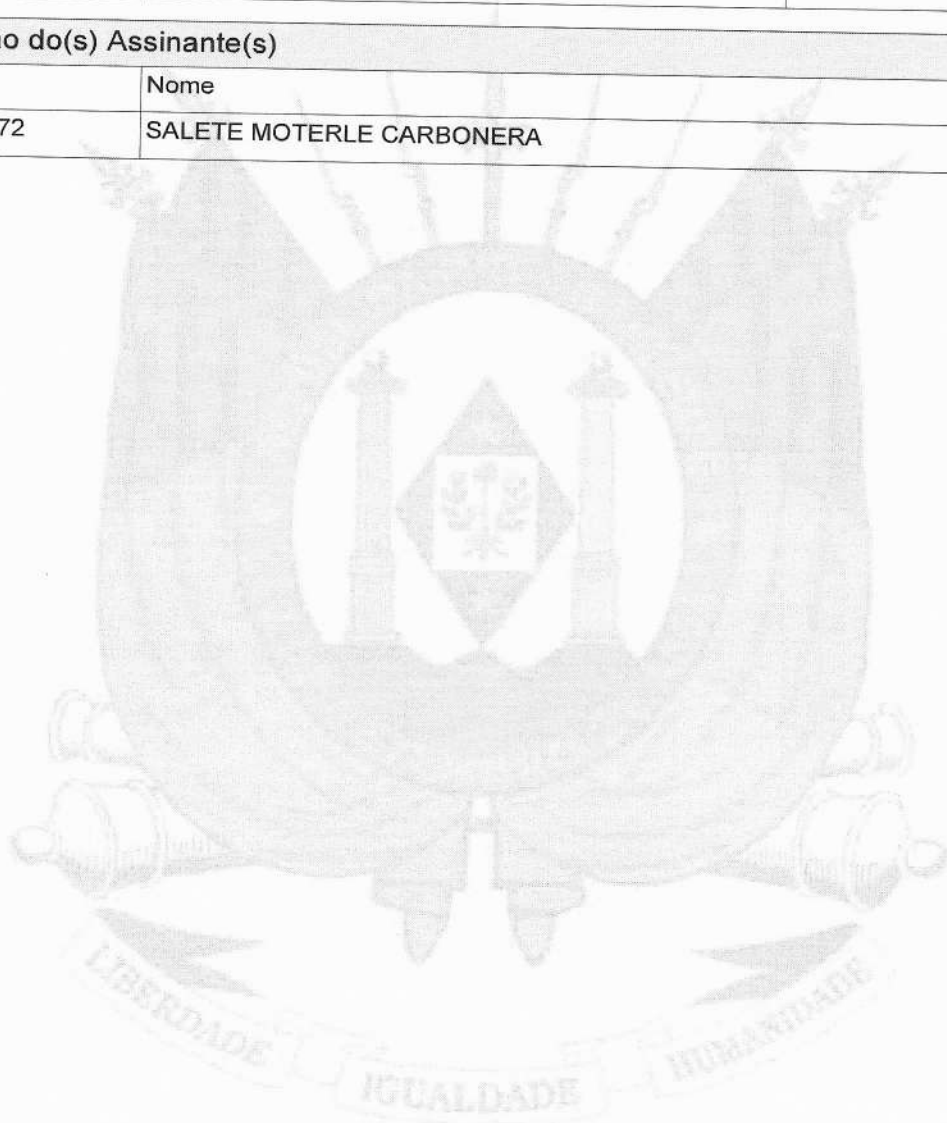 o do(s) Assinante(s)
Nome
72 SALETE MOTERLE CARBONERA
LIBERDADE IGUALDADE HUMANIDADE